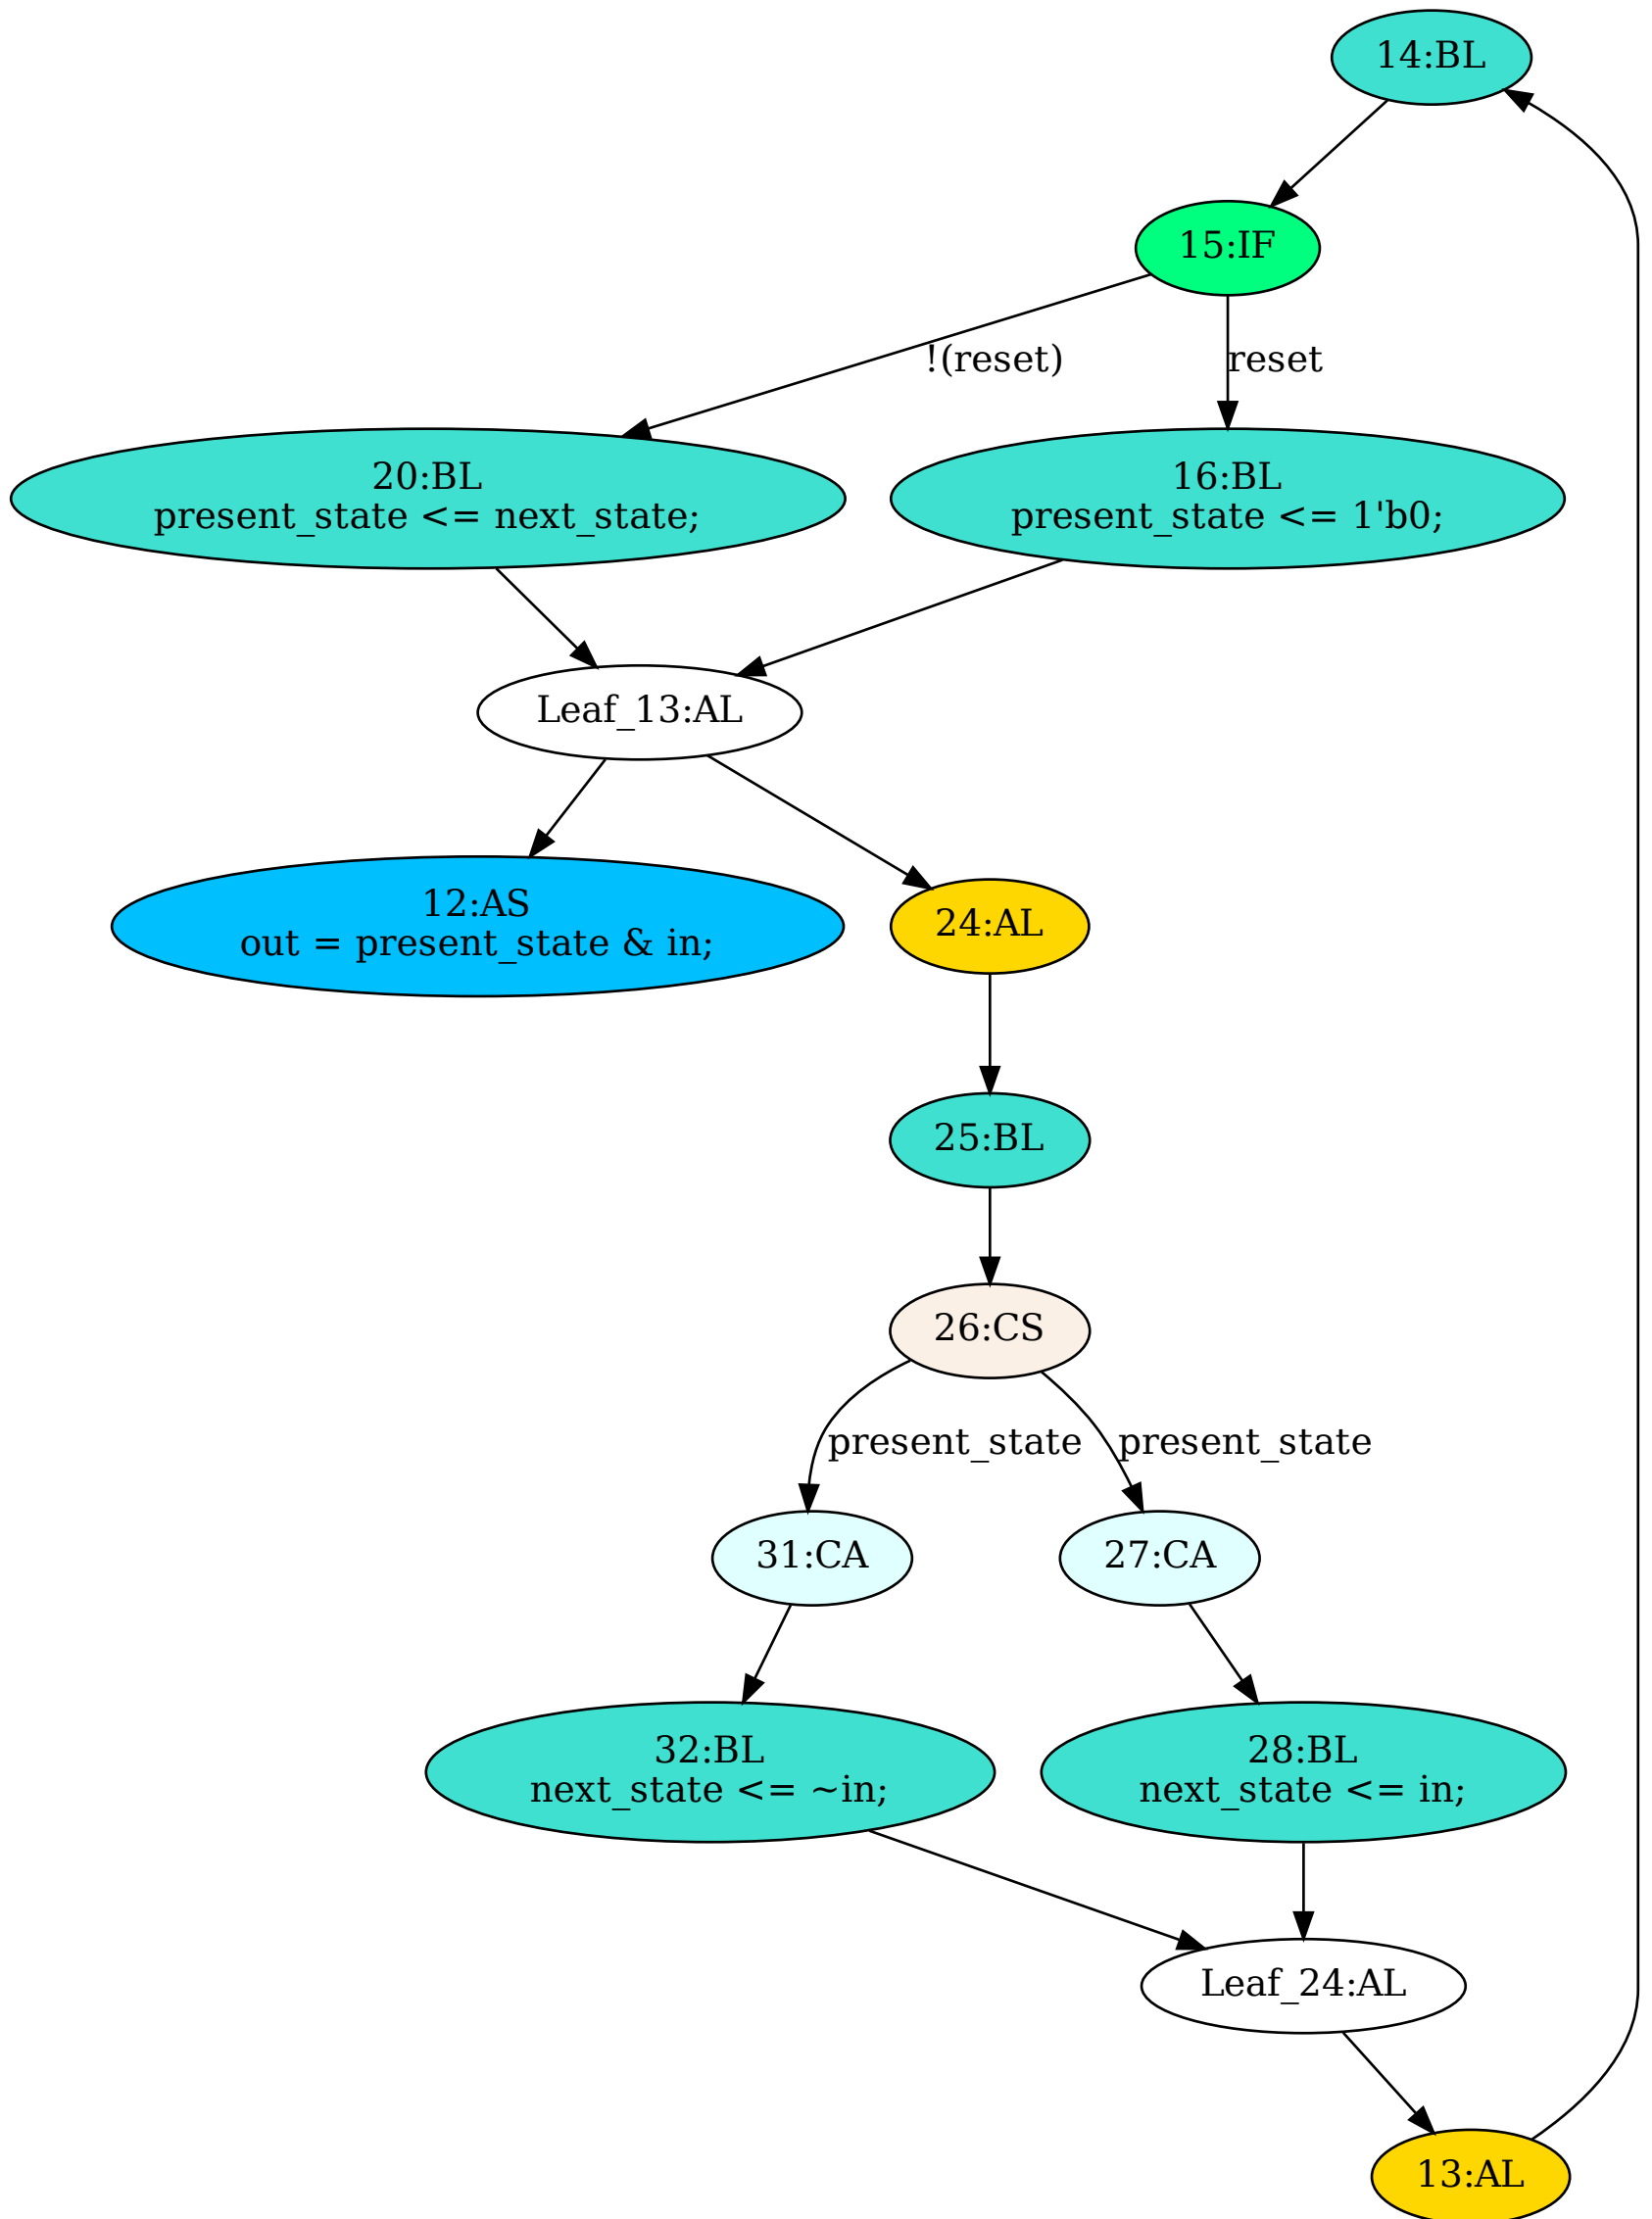 14:BL
15:IF
!(reset)
reset
20:BL
present_state <= next_state;
16:BL
present_state <= 1'b0;
Leaf_13:AL
12:AS
out = present_state & in;
24:AL
25:BL
26:CS
present_state
present_state
31:CA
27:CA
32:BL
next_state <= ~in;
28:BL
next_state <= in;
Leaf_24:AL
13:AL